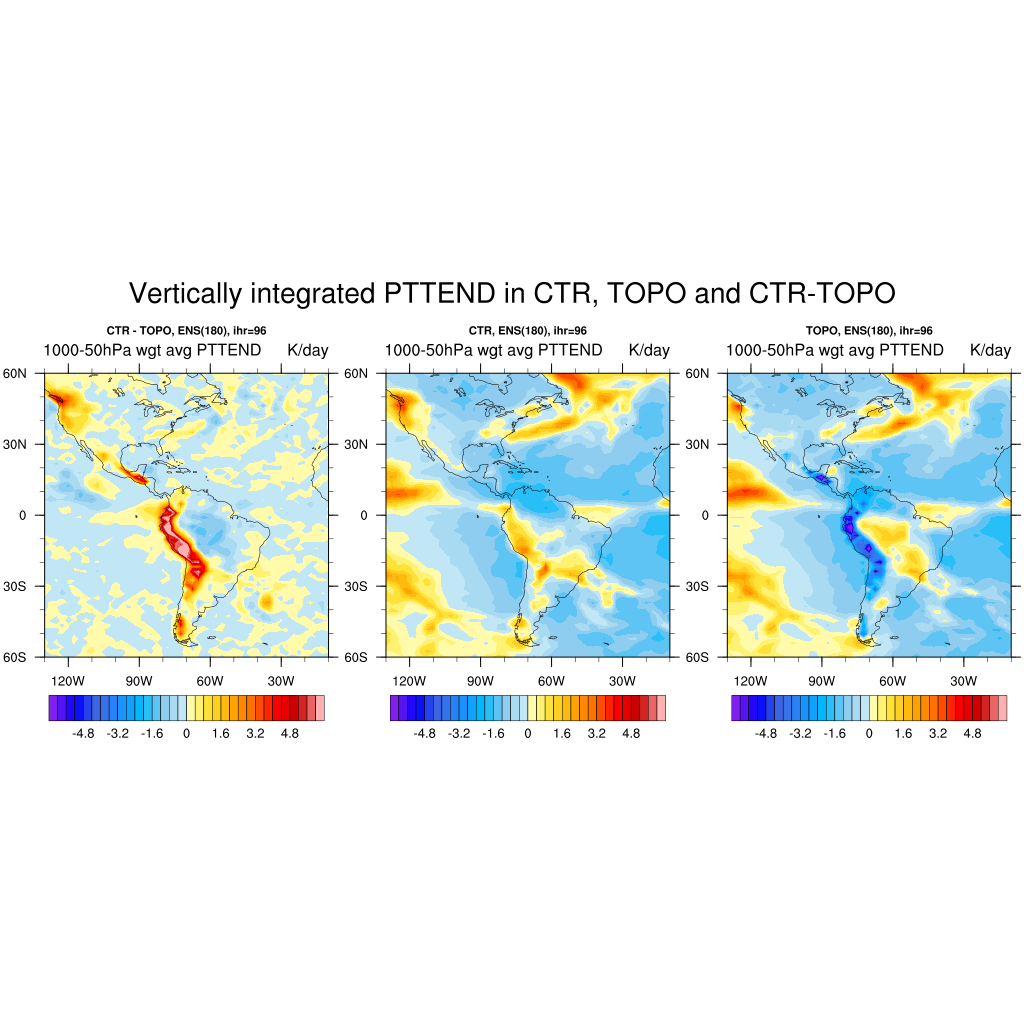 Vertically integrated PTTEND in CTR, TOPO and CTR-TOPO
CTR - TOPO, ENS(180), ihr=96
1000-50hPa wgt avg PTTEND K/day
60N
30N
0
30S
60S
120W 90W 60W 30W
-4.8 -3.2 -1.6 0 1.6 3.2 4.8
CTR, ENS(180), ihr=96
1000-50hPa wgt avg PTTEND K/day
60N
30N
0
30S
60S
120W 90W 60W 30W
-4.8 -3.2 -1.6 0 1.6 3.2 4.8
TOPO, ENS(180), ihr=96
1000-50hPa wgt avg PTTEND K/day
60N
30N
0
30S
60S
120W 90W 60W 30W
-4.8 -3.2 -1.6 0 1.6 3.2 4.8